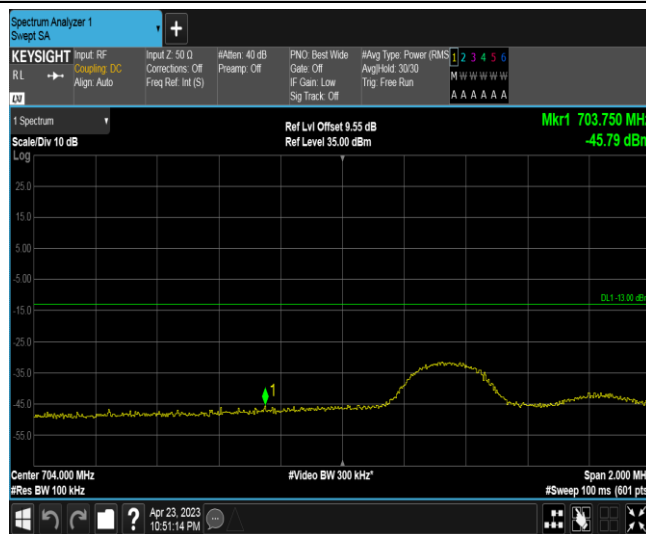 Spectrum Analyzer 1
Swept SA
+
KEYSIGHT
RL
LXI
Input: RF
Coupling: DC
Align: Auto
Input Z: 50 Ω
Corrections: Off
Freq Ref: Int (S)
#Atten: 40 dB
Preamp: Off
PNO: Best Wide
Gate: Off
IF Gain: Low
Sig Track: Off
#Avg Type: Power (RMS
Avg|Hold: 30/30
Trig: Free Run
1 2 3 4 5 6
M W W W W W
A A A A A A
1 Spectrum
Scale/Div 10 dB
Ref Lvl Offset 9.55 dB
Ref Level 35.00 dBm
Mkr1 703.750 MHz
-45.79 dBm
Log
25.0
15.0
5.00
-5.00
DL1 -13.00 dBm
-15.0
-25.0
-35.0
1
-45.0
-55.0
Center 704.000 MHz
#Res BW 100 kHz
#Video BW 300 kHz*
Span 2.000 MHz
#Sweep 100 ms (601 pts)
?
Apr 23, 2023
10:51:14 PM